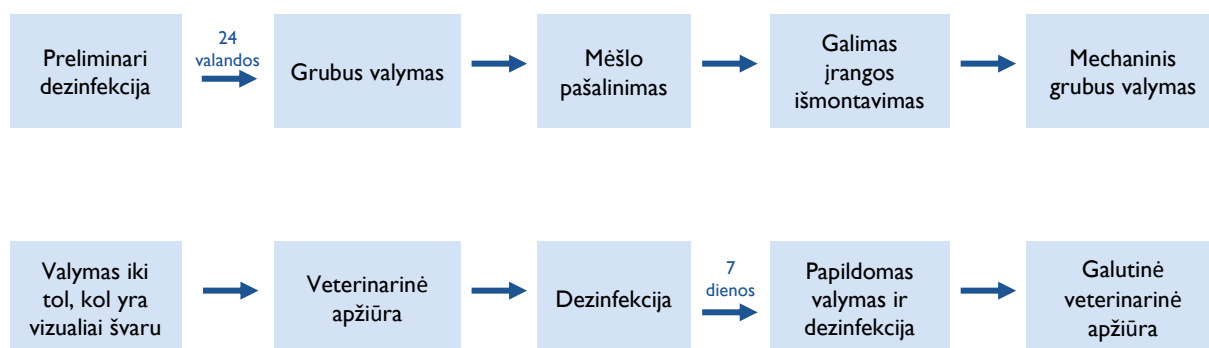 Preliminari
dezinfekcija
24
valandos
Grubus valymas
Mėšlo
pašalinimas
Galimas
įrangos
išmontavimas
Mechaninis
grubus valymas
Valymas iki
tol, kol yra
vizualiai švaru
Veterinarinė
apžiūra
Dezinfekcija
7
dienos
Papildomas
valymas ir
dezinfekcija
Galutinė
veterinarinė
apžiūra